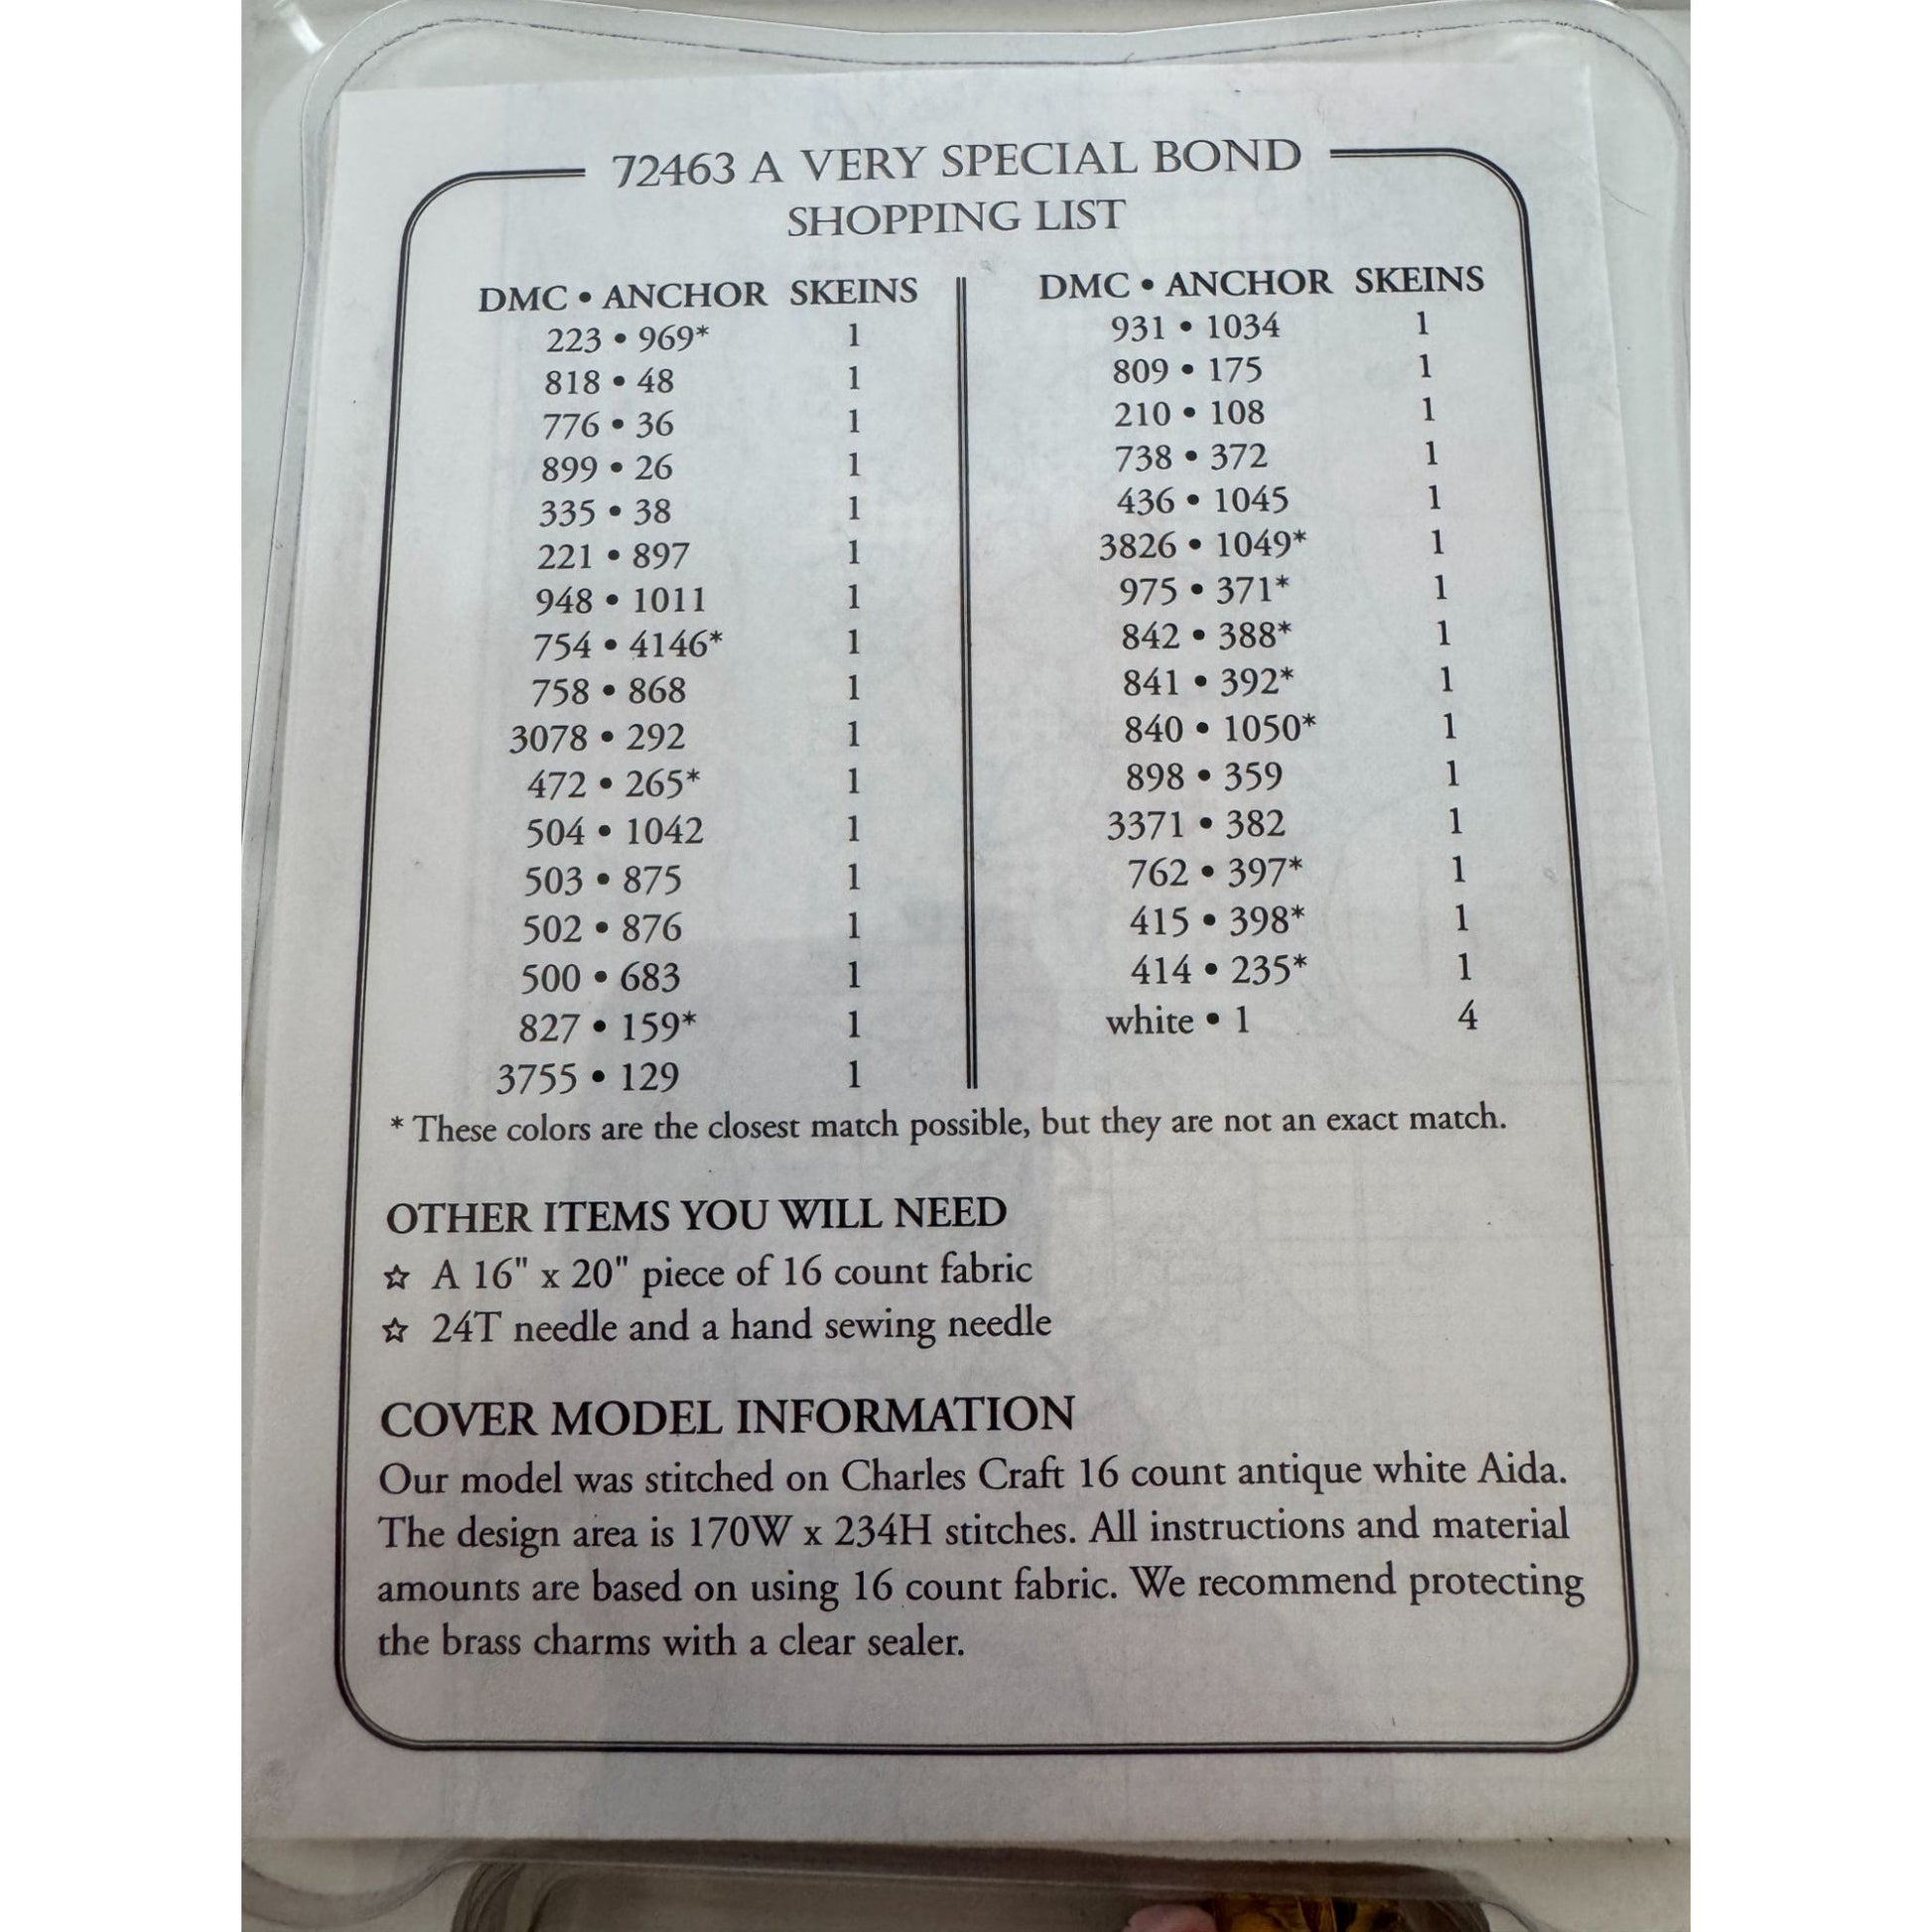 72463 A VERY SPECIAL BOND
SHOPPING LIST
DMC • ANCHOR SKEINS
223 • 969* 1
818 • 48 1
776 • 36 1
899 • 26 1
335 • 38 1
221 • 897 1
948 • 1011 1
754 • 4146* 1
758 • 868 1
3078 • 292 1
472 • 265* 1
504 • 1042 1
503 • 875 1
502 • 876 1
500 • 683 1
827 • 159* 1
3755 • 129 1
DMC • ANCHOR SKEINS
931 • 1034 1
809 • 175 1
210 • 108 1
738 • 372 1
436 • 1045 1
3826 • 1049* 1
975 • 371* 1
842 • 388* 1
841 • 392* 1
840 • 1050* 1
898 • 359 1
3371 • 382 1
762 • 397* 1
415 • 398* 1
414 • 235* 1
white • 1 4
* These colors are the closest match possible, but they are not an exact match.
OTHER ITEMS YOU WILL NEED
☆ A 16" x 20" piece of 16 count fabric
☆ 24T needle and a hand sewing needle
COVER MODEL INFORMATION
Our model was stitched on Charles Craft 16 count antique white Aida.
The design area is 170W x 234H stitches. All instructions and material
amounts are based on using 16 count fabric. We recommend protecting
the brass charms with a clear sealer.